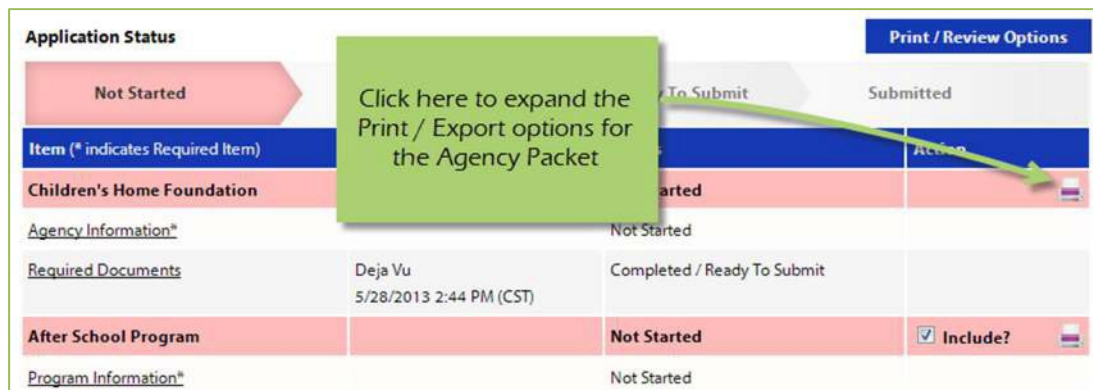 Application Status
Print / Review Options
Not Started
To Submit
Submitted
Click here to expand the
Print / Export options for
the Agency Packet
Item (* indicates Required Item)
Action
Children's Home Foundation
Agency Information*
Not Started
Required Documents
Deja Vu
Completed / Ready To Submit
5/28/2013 2:44 PM (CST)
After School Program
Not Started
Include?
Program Information*
Not Started